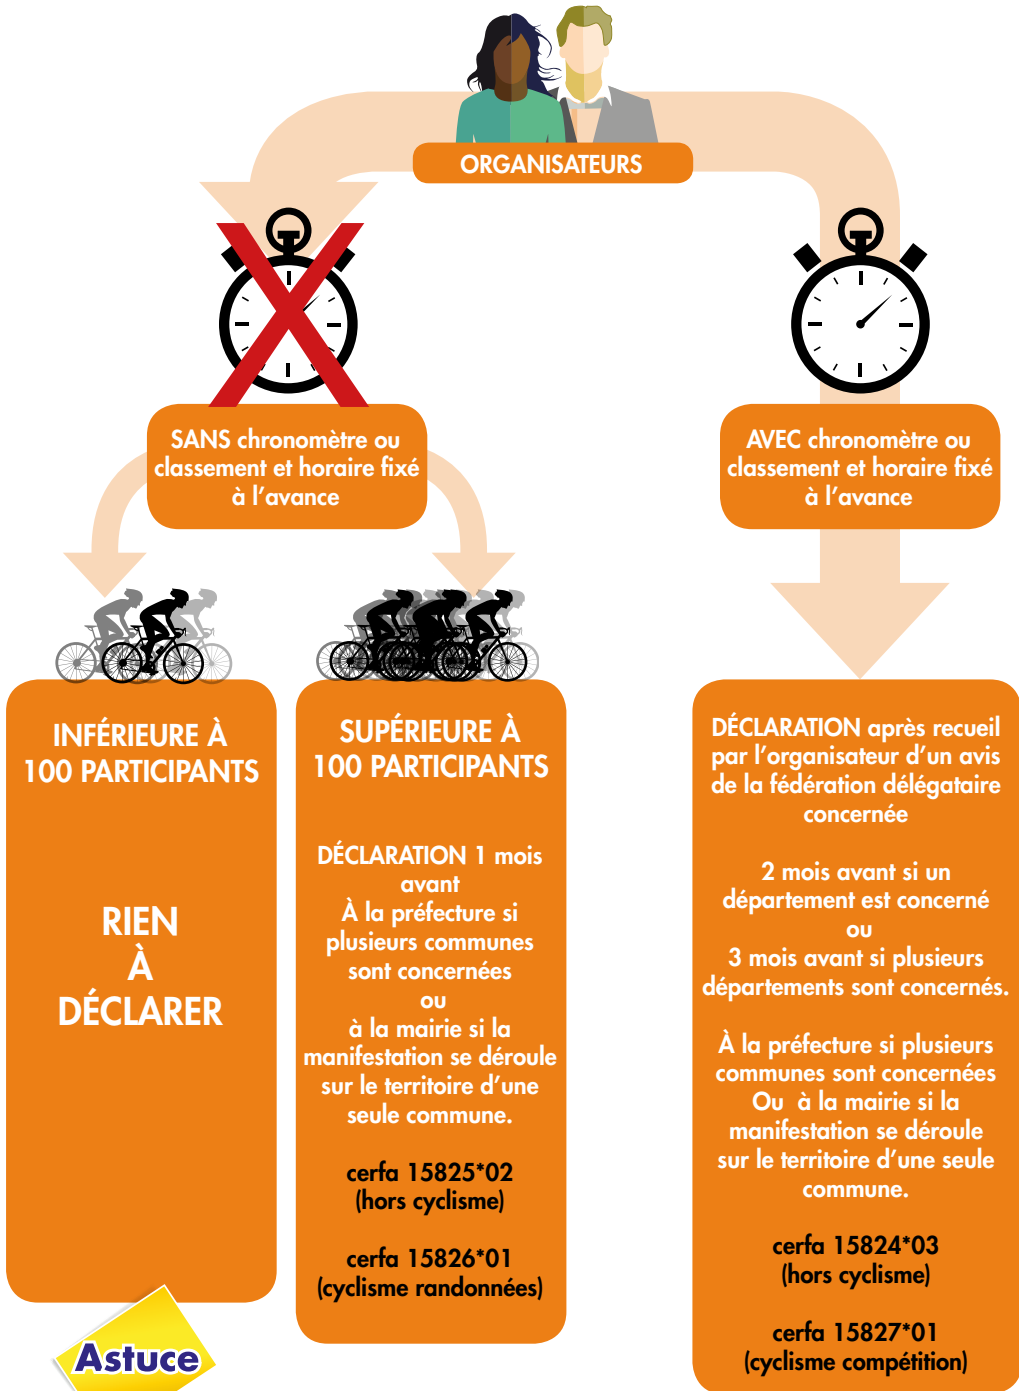 ORGANISATEURS
SANS chronomètre ou
classement et horaire fixé
à l'avance
AVEC chronomètre ou
classement et horaire fixé
à l'avance
INFÉRIEURE À
100 PARTICIPANTS
RIEN
À
DÉCLARER
SUPÉRIEURE À
100 PARTICIPANTS
DÉCLARATION 1 mois
avant
À la préfecture si
plusieurs communes
sont concernées
ou
à la mairie si la
manifestation se déroule
sur le territoire d'une
seule commune.
cerfa 15825*02
(hors cyclisme)
cerfa 15826*01
(cyclisme randonnées)
DÉCLARATION après recueil
par l'organisateur d'un avis
de la fédération délégataire
concernée
2 mois avant si un
département est concerné
ou
3 mois avant si plusieurs
départements sont concernés.
À la préfecture si plusieurs
communes sont concernées
Ou à la mairie si la
manifestation se déroule
sur le territoire d'une seule
commune.
cerfa 15824*03
(hors cyclisme)
cerfa 15827*01
(cyclisme compétition)
Astuce